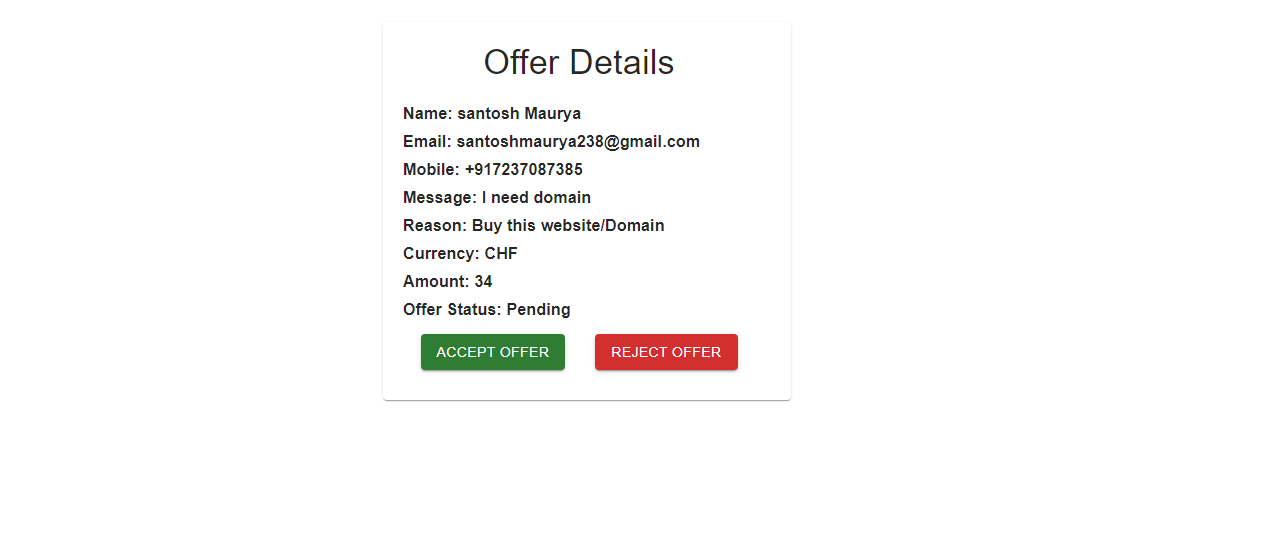 Offer Details
Name: santosh Maurya
Email: santoshmaurya238@gmail.com
Mobile: +917237087385
Message: I need domain
Reason: Buy this website/Domain
Currency: CHF
Amount: 34
Offer Status: Pending
ACCEPT OFFER REJECT OFFER